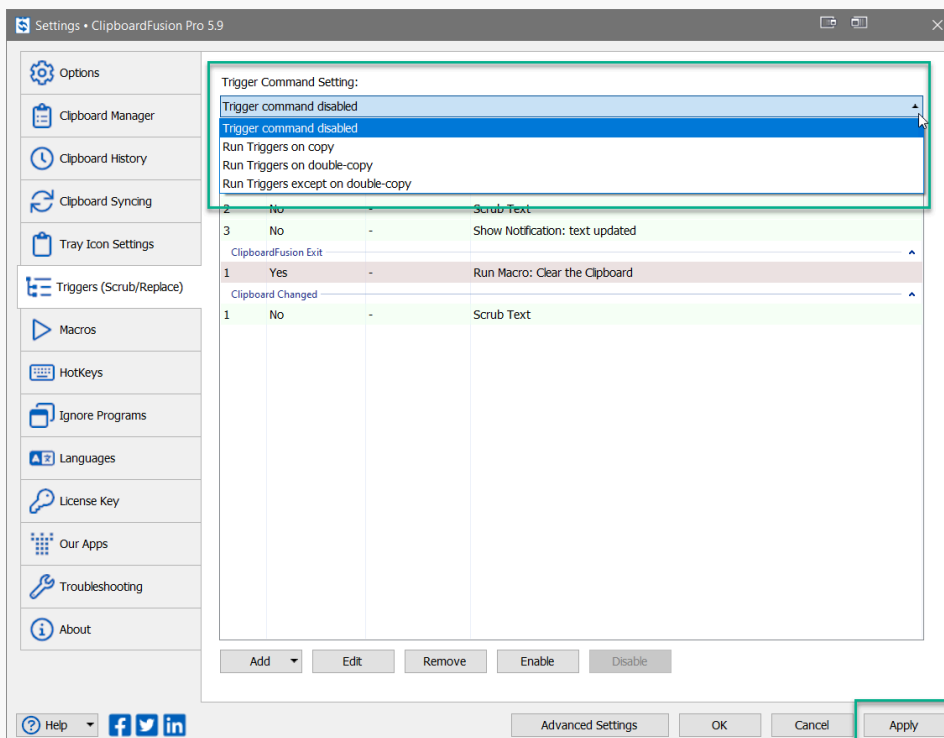 Settings • ClipboardFusion Pro 5.9
Options
Clipboard Manager
Clipboard History
Clipboard Syncing
Tray Icon Settings
Triggers (Scrub/Replace)
Macros
HotKeys
Ignore Programs
Languages
License Key
Our Apps
Troubleshooting
About
Trigger Command Setting:
Trigger command disabled
Trigger command disabled
Run Triggers on copy
Run Triggers on double-copy
Run Triggers except on double-copy
2 No - Scrub Text
3 No - Show Notification: text updated
ClipboardFusion Exit
1 Yes - Run Macro: Clear the Clipboard
Clipboard Changed
1 No - Scrub Text
Add Edit Remove Enable Disable
Help Advanced Settings OK Cancel Apply